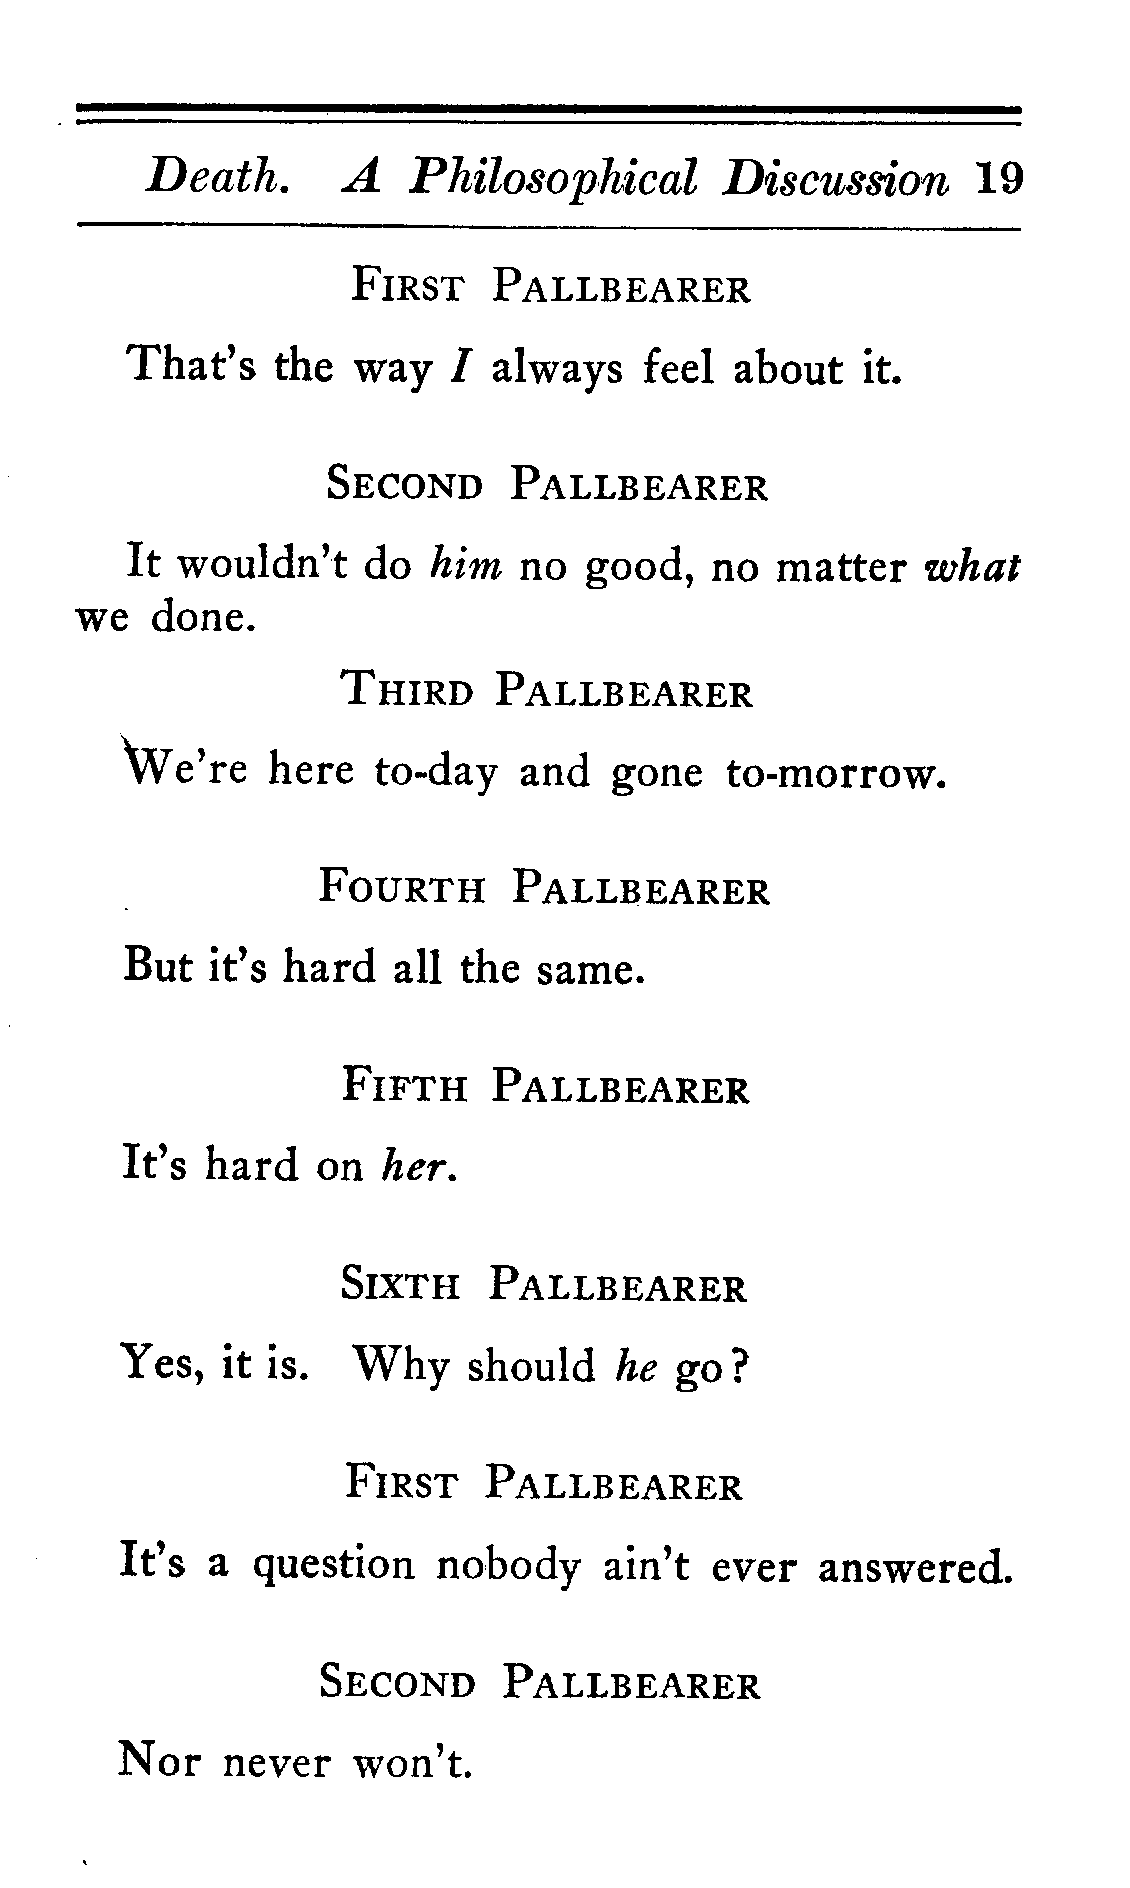 Death. A Philosophical Discussion 19
FIRST PALLBEARER
That's the way I always feel about it.
SECOND PALLBEARER
It wouldn't do him no good, no matter what
we done.
THIRD PALLBEARER
We're here to-day and gone to-morrow.
FOURTH PALLBEARER
But it's hard all the same.
FIFTH PALLBEARER
It's hard on her.
SIXTH PALLBEARER
Yes, it is. Why should he go?
FIRST PALLBEARER
It's a question nobody ain't ever answered.
SECOND PALLBEARER
Nor never won't.